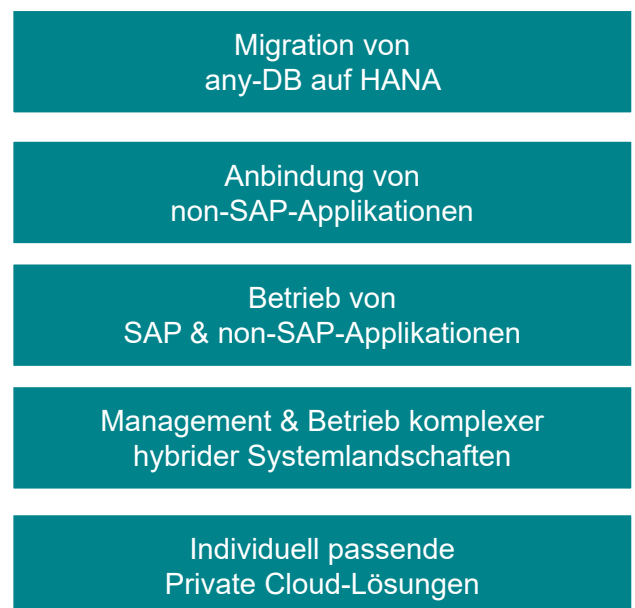 Migration von
any-DB auf HANA
Anbindung von
non-SAP-Applikationen
Betrieb von
SAP & non-SAP-Applikationen
Management & Betrieb komplexer
hybrider Systemlandschaften
Individuell passende
Private Cloud-Lösungen